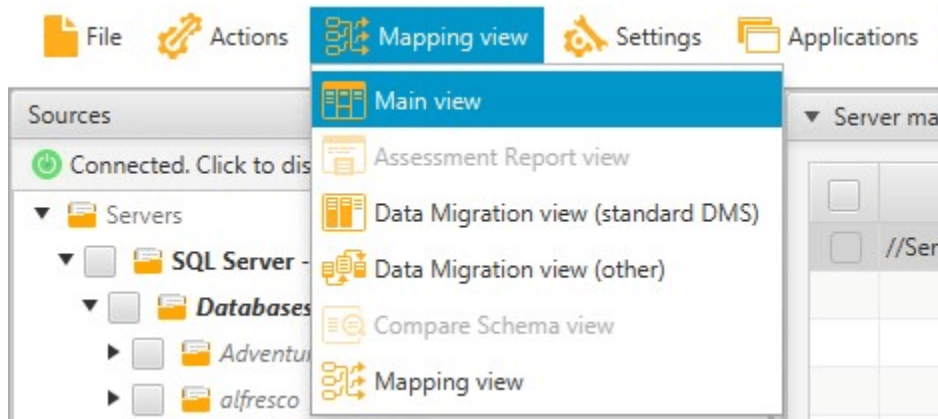 File Actions Mapping view Settings Applications
Main view
Assessment Report view
Data Migration view (standard DMS)
Data Migration view (other)
Compare Schema view
Mapping view
Sources
Connected. Click to dis
Servers
SQL Server -
Databases
Adventu
alfresco
Server ma
//Ser